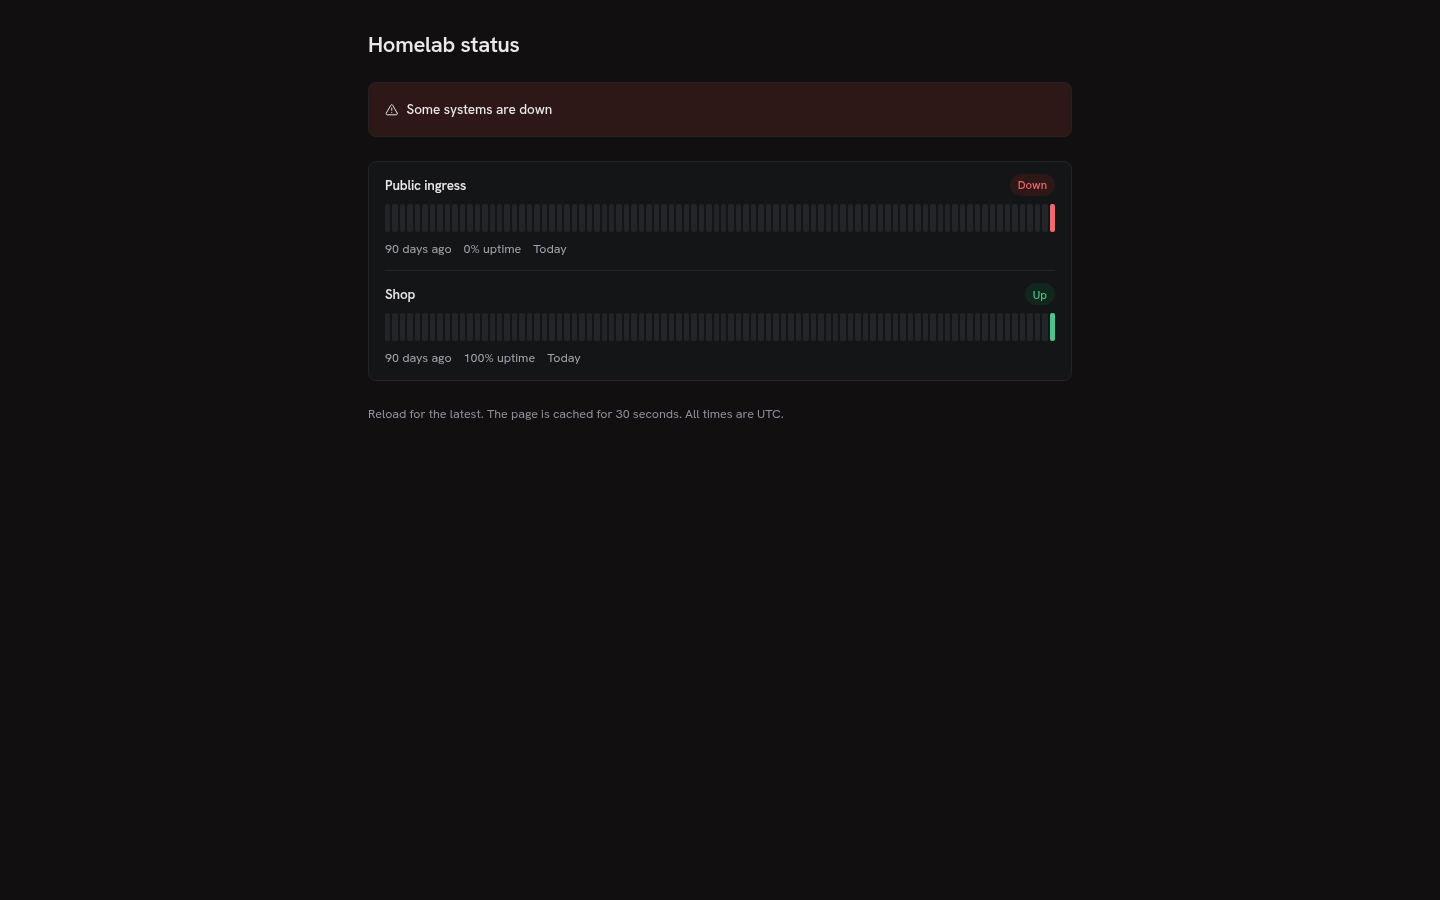 Homelab status
Some systems are down
Public ingress Down
90 days ago 0% uptime Today
Shop Up
90 days ago 100% uptime Today
Reload for the latest. The page is cached for 30 seconds. All times are UTC.